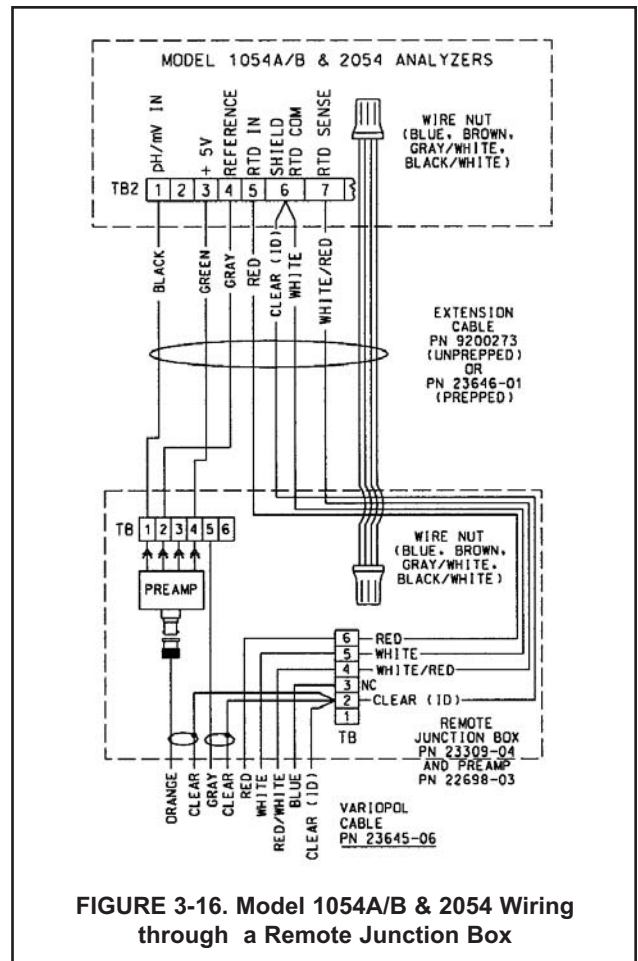 MODEL 1054A/B & 2054 ANALYZERS
pH/mV IN
+ 5V
REFERENCE
RTD IN
SHIELD
RTD COM
RTD SENSE
WIRE NUT
(BLUE, BROWN,
GRAY/WHITE,
BLACK/WHITE)
TB2 1 2 3 4 5 6 7
BLACK
GREEN
GRAY
RED
CLEAR (ID)
WHITE
WHITE/RED
EXTENSION
CABLE
PN 9200273
(UNPREPPED)
OR
PN 23646-01
(PREPPED)
TB 1 2 3 4 5 6
PREAMP
WIRE NUT
(BLUE, BROWN,
GRAY/WHITE,
BLACK/WHITE)
6 RED
5 WHITE
4 WHITE/RED
3 NC
2 CLEAR (ID)
1
TB
REMOTE
JUNCTION BOX
PN 23309-04
AND PREAMP
PN 22698-03
ORANGE
CLEAR
GRAY
CLEAR
RED
WHITE
RED/WHITE
BLUE
CLEAR (ID)
VARIOPOL
CABLE
PN 23645-06
FIGURE 3-16. Model 1054A/B & 2054 Wiring
through a Remote Junction Box